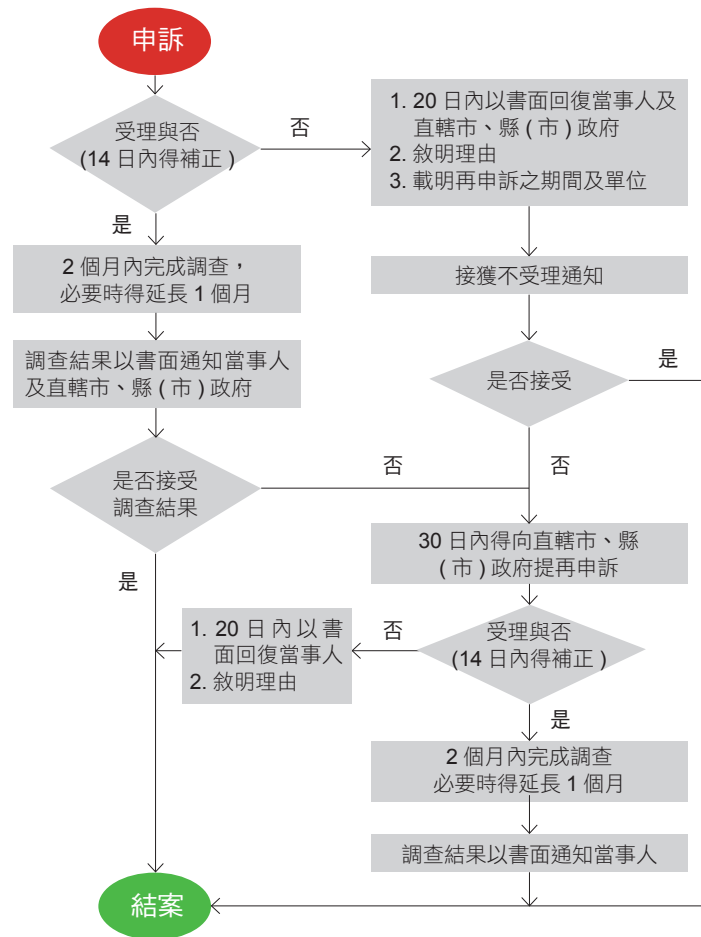 申訴
受理與否
(14 日內得補正 )
否
1. 20 日內以書面回復當事人及
直轄市、縣 ( 市 ) 政府
2. 敘明理由
3. 載明再申訴之期間及單位
是
2 個月內完成調查，
必要時得延長 1 個月
接獲不受理通知
調查結果以書面通知當事人
及直轄市、縣 ( 市 ) 政府
是否接受
是
是否接受
調查結果
否
否
30 日內得向直轄市、縣
( 市 ) 政府提再申訴
是
1. 20 日 內 以 書
面回復當事人
2. 敘明理由
否
受理與否
(14 日內得補正 )
是
2 個月內完成調查
必要時得延長 1 個月
調查結果以書面通知當事人
結案